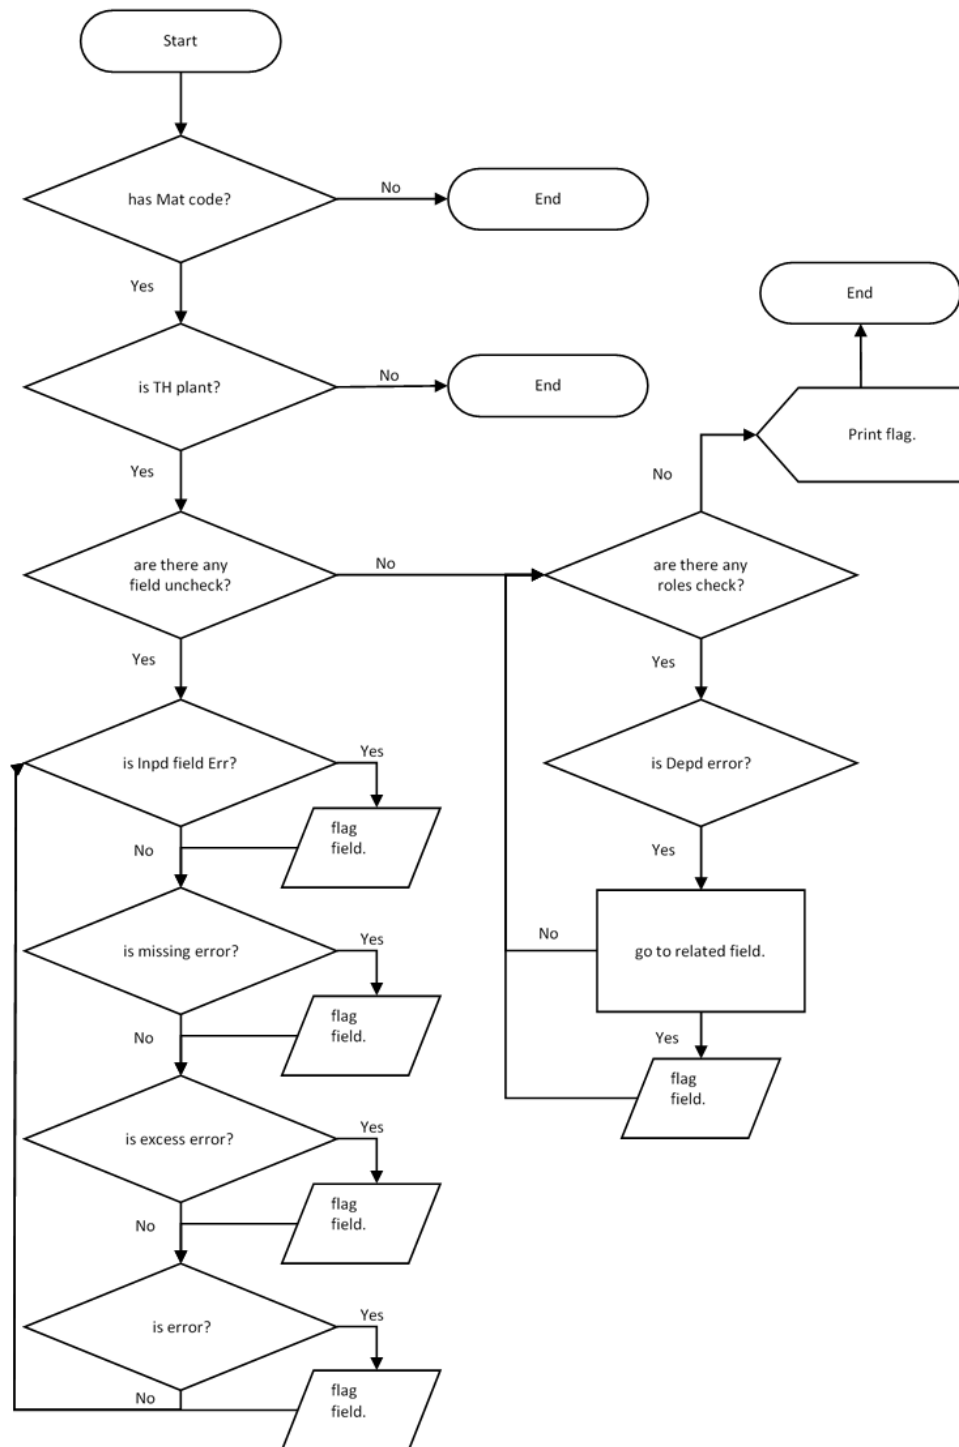 Start
has Mat code?
No
End
Yes
End
is TH plant?
No
End
Print flag.
Yes
No
are there any
field uncheck?
No
are there any
roles check?
Yes
Yes
is Inpd field Err?
Yes
is Depd error?
flag
field.
No
Yes
is missing error?
Yes
No
go to related field.
flag
field.
No
Yes
flag
field.
is excess error?
Yes
flag
field.
No
is error?
Yes
flag
field.
No